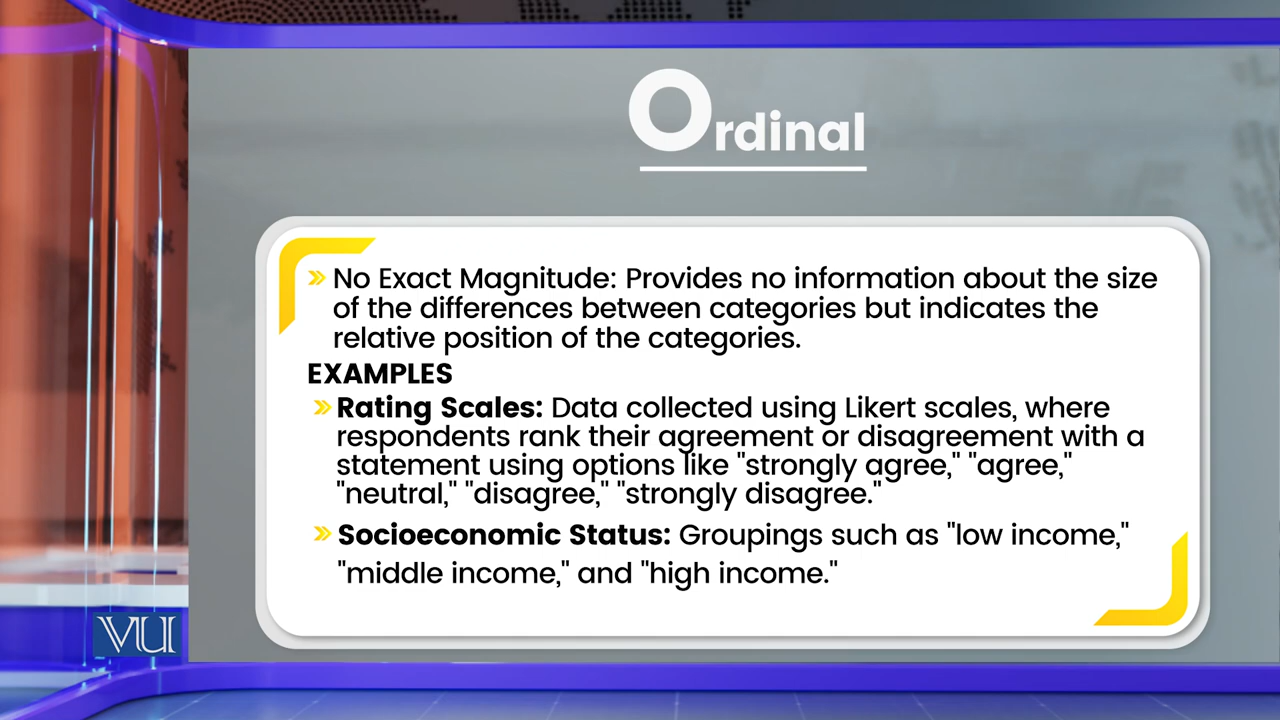 Ordinal
No Exact Magnitude: Provides no information about the size
of the differences between categories but indicates the
relative position of the categories.
EXAMPLES
Rating Scales: Data collected using Likert scales, where
respondents rank their agreement or disagreement with a
statement using options like "strongly agree," "agree,"
"neutral," "disagree," "strongly disagree."
Socioeconomic Status: Groupings such as "low income,"
"middle income," and "high income."
VU